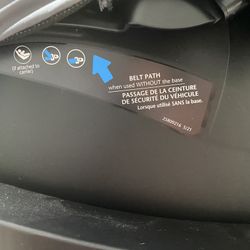 (If attached to
carrier)
BELT PATH
when used WITHOUT the base
PASSAGE DE LA CEINTURE
DE SÉCURITÉ DU VÉHICULE
Lorsque utilisé SANS la base.